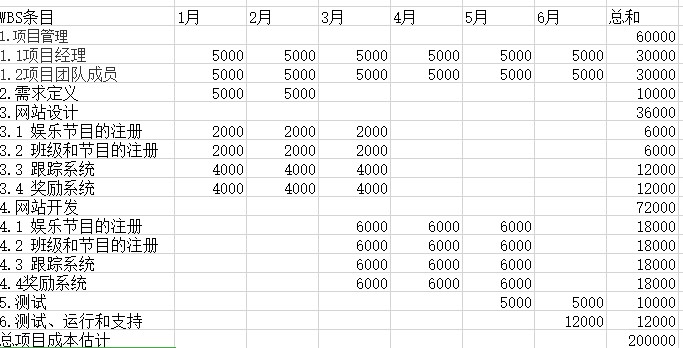 WBS条目 1月 2月 3月 4月 5月 6月 总和
1.项目管理 60000
1.1项目经理 5000 5000 5000 5000 5000 5000 30000
1.2项目团队成员 5000 5000 5000 5000 5000 5000 30000
2.需求定义 5000 5000 10000
3.网站设计 36000
3.1 娱乐节目的注册 2000 2000 2000 6000
3.2 班级和节目的注册 2000 2000 2000 6000
3.3 跟踪系统 4000 4000 4000 12000
3.4 奖励系统 4000 4000 4000 12000
4.网站开发 72000
4.1 娱乐节目的注册 6000 6000 6000 18000
4.2 班级和节目的注册 6000 6000 6000 18000
4.3 跟踪系统 6000 6000 6000 18000
4.4奖励系统 6000 6000 6000 18000
5.测试 5000 5000 10000
6.测试、运行和支持 12000 12000
总项目成本估计 200000